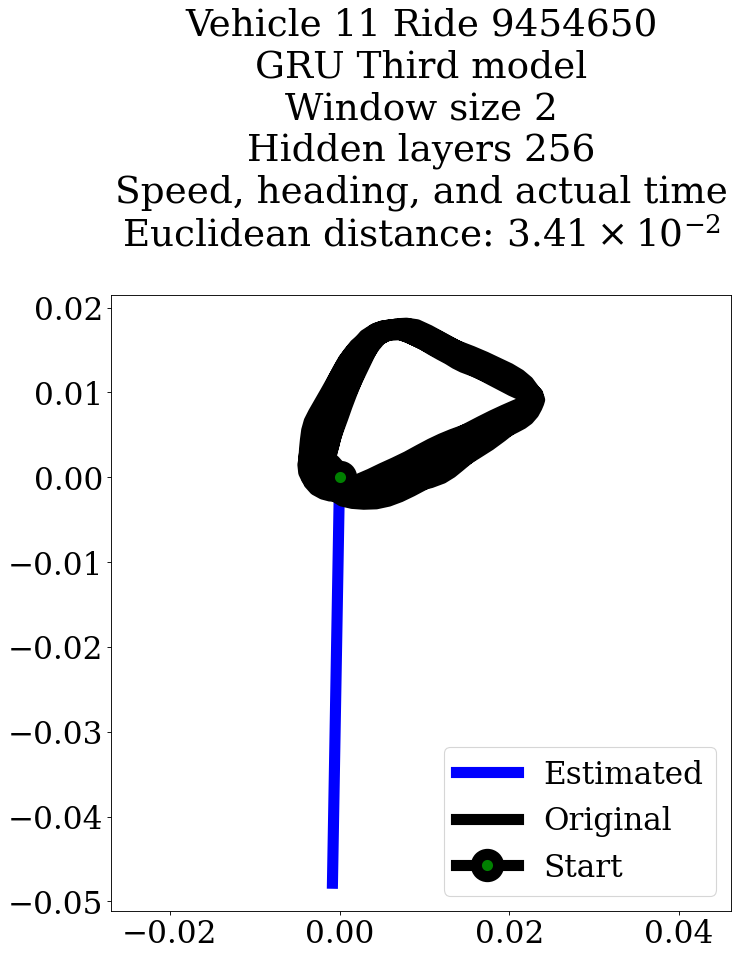 Vehicle 11 Ride 9454650
GRU Third model
Window size 2
Hidden layers 256
Speed, heading, and actual time
Euclidean distance: 3.41 × 10⁻²
0.02
0.01
0.00
−0.01
−0.02
−0.03
−0.04
−0.05
Estimated
Original
Start
−0.02
0.00
0.02
0.04